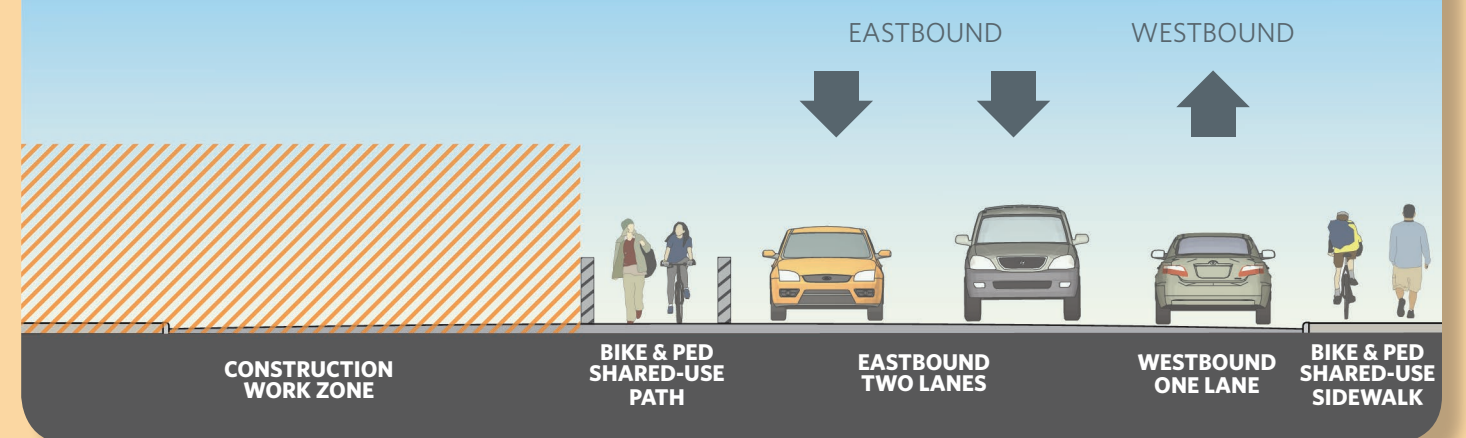 EASTBOUND
WESTBOUND
CONSTRUCTION
WORK ZONE
BIKE & PED
SHARED-USE
PATH
EASTBOUND
TWO LANES
WESTBOUND
ONE LANE
BIKE & PED
SHARED-USE
SIDEWALK